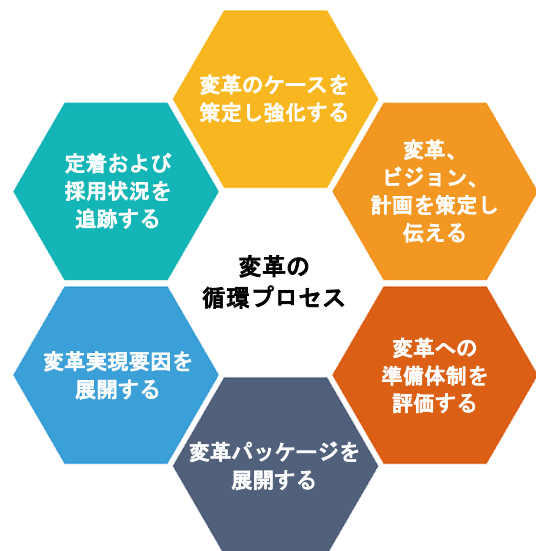 変革のケースを
策定し強化する
変革、
ビジョン、
計画を策定し
伝える
変革への
準備体制を
評価する
変革パッケージを
展開する
変革実現要因を
展開する
定着および
採用状況を
追跡する
変革の
循環プロセス